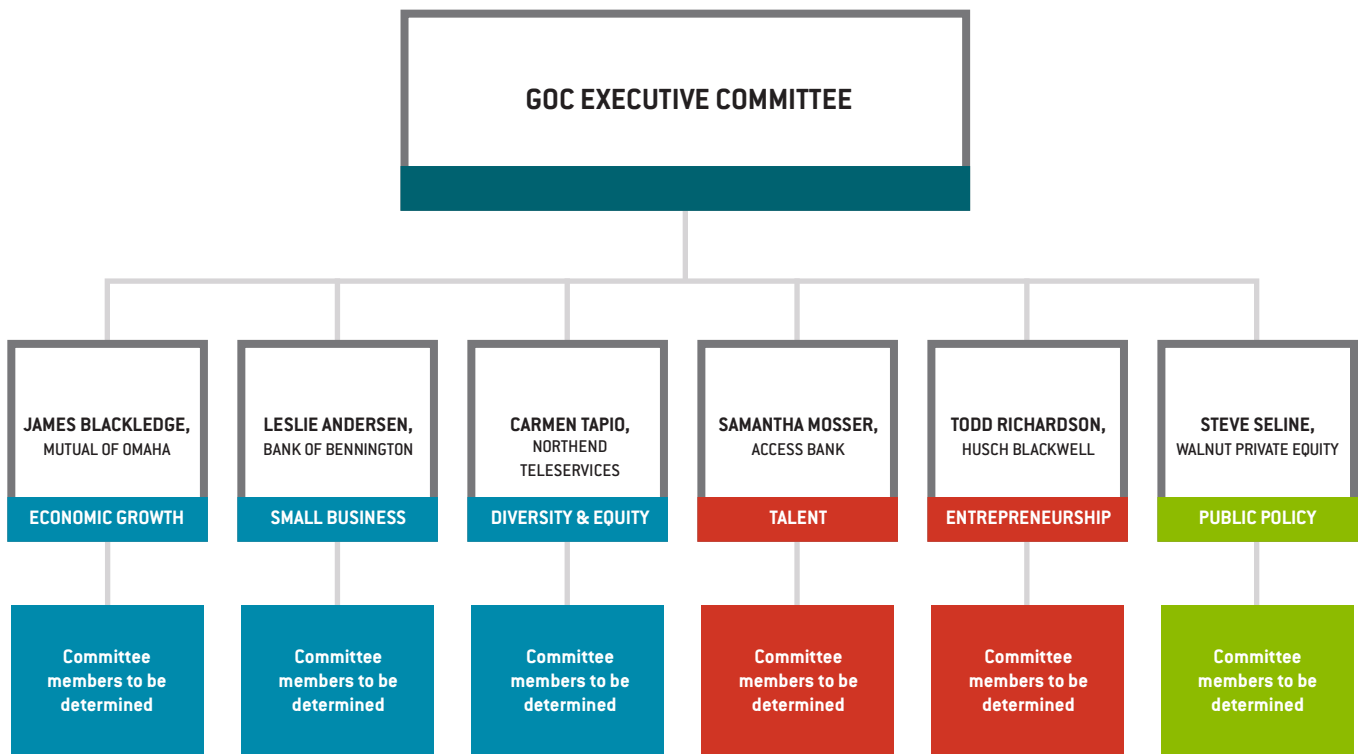 GOC EXECUTIVE COMMITTEE
JAMES BLACKLEDGE,
MUTUAL OF OMAHA
ECONOMIC GROWTH
LESLIE ANDERSEN,
BANK OF BENNINGTON
SMALL BUSINESS
CARMEN TAPIO,
NORTHEND
TELESERVICES
DIVERSITY & EQUITY
SAMANTHA MOSSER,
ACCESS BANK
TALENT
TODD RICHARDSON,
HUSCH BLACKWELL
ENTREPRENEURSHIP
STEVE SELINE,
WALNUT PRIVATE EQUITY
PUBLIC POLICY
Committee
members to be
determined
Committee
members to be
determined
Committee
members to be
determined
Committee
members to be
determined
Committee
members to be
determined
Committee
members to be
determined